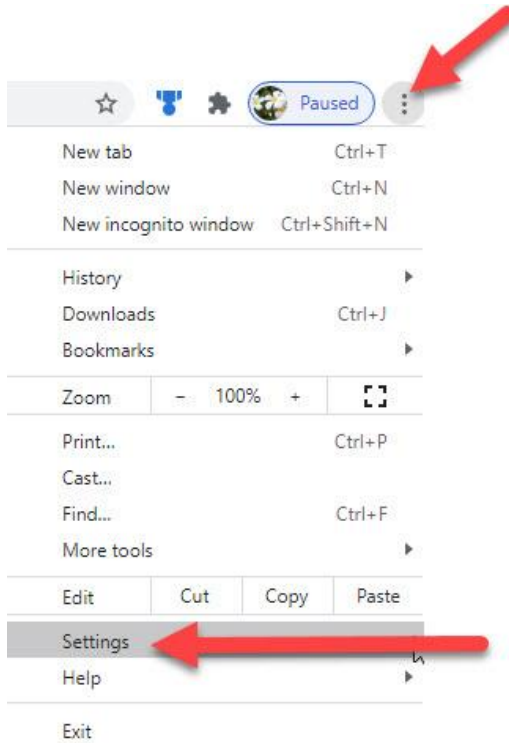 Paused
New tab Ctrl+T
New window Ctrl+N
New incognito window Ctrl+Shift+N
History
Downloads Ctrl+J
Bookmarks
Zoom - 100% +
Print... Ctrl+P
Cast...
Find... Ctrl+F
More tools
Edit Cut Copy Paste
Settings
Help
Exit